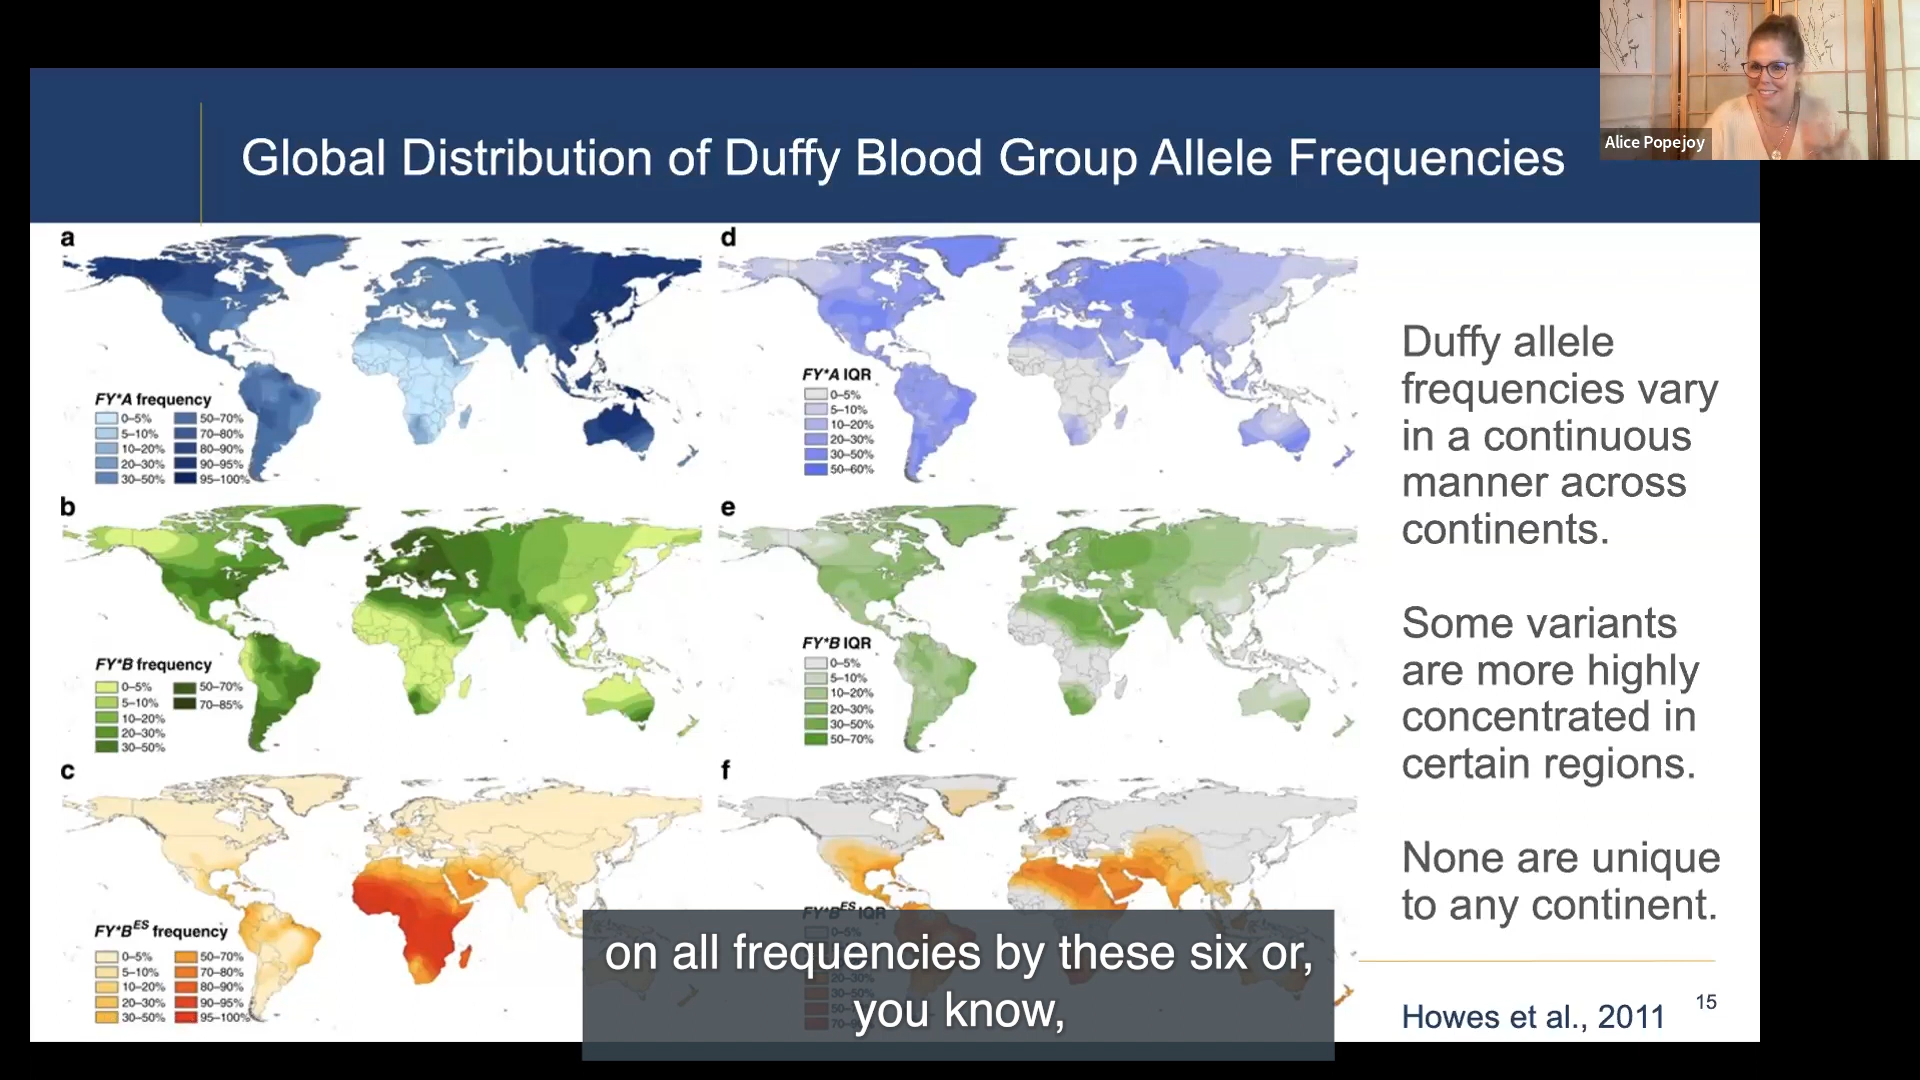 Alice Popejoy
Global Distribution of Duffy Blood Group Allele Frequencies
a
FY*A frequency
0–5%
5–10%
10–20%
20–30%
30–50%
50–70%
70–80%
80–90%
90–95%
95–100%
d
FY*A IQR
0–5%
5–10%
10–20%
20–30%
30–50%
50–60%
b
FY*B frequency
0–5%
5–10%
10–20%
20–30%
30–50%
50–70%
70–85%
e
FY*B IQR
0–5%
5–10%
10–20%
20–30%
30–50%
50–70%
c
FY*B^ES frequency
0–5%
5–10%
10–20%
20–30%
30–50%
50–70%
70–80%
80–90%
90–95%
95–100%
f
FY*B^ES IQR
Duffy allele
frequencies vary
in a continuous
manner across
continents.
Some variants
are more highly
concentrated in
certain regions.
None are unique
to any continent.
Howes et al., 2011
15
on all frequencies by these six or,
you know,